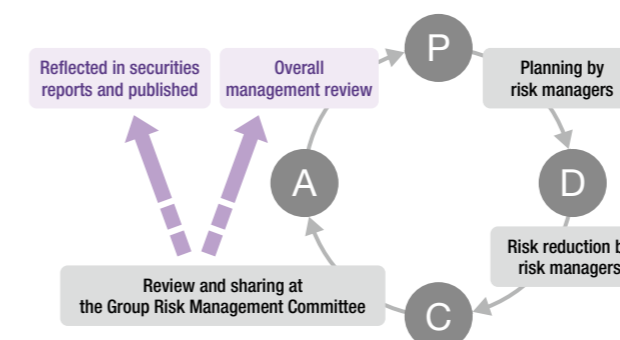 P
Reflected in securities
reports and published
Overall
management review
Planning by
risk managers
A
D
Risk reduction
risk managers
Review and sharing at
the Group Risk Management Committee
C